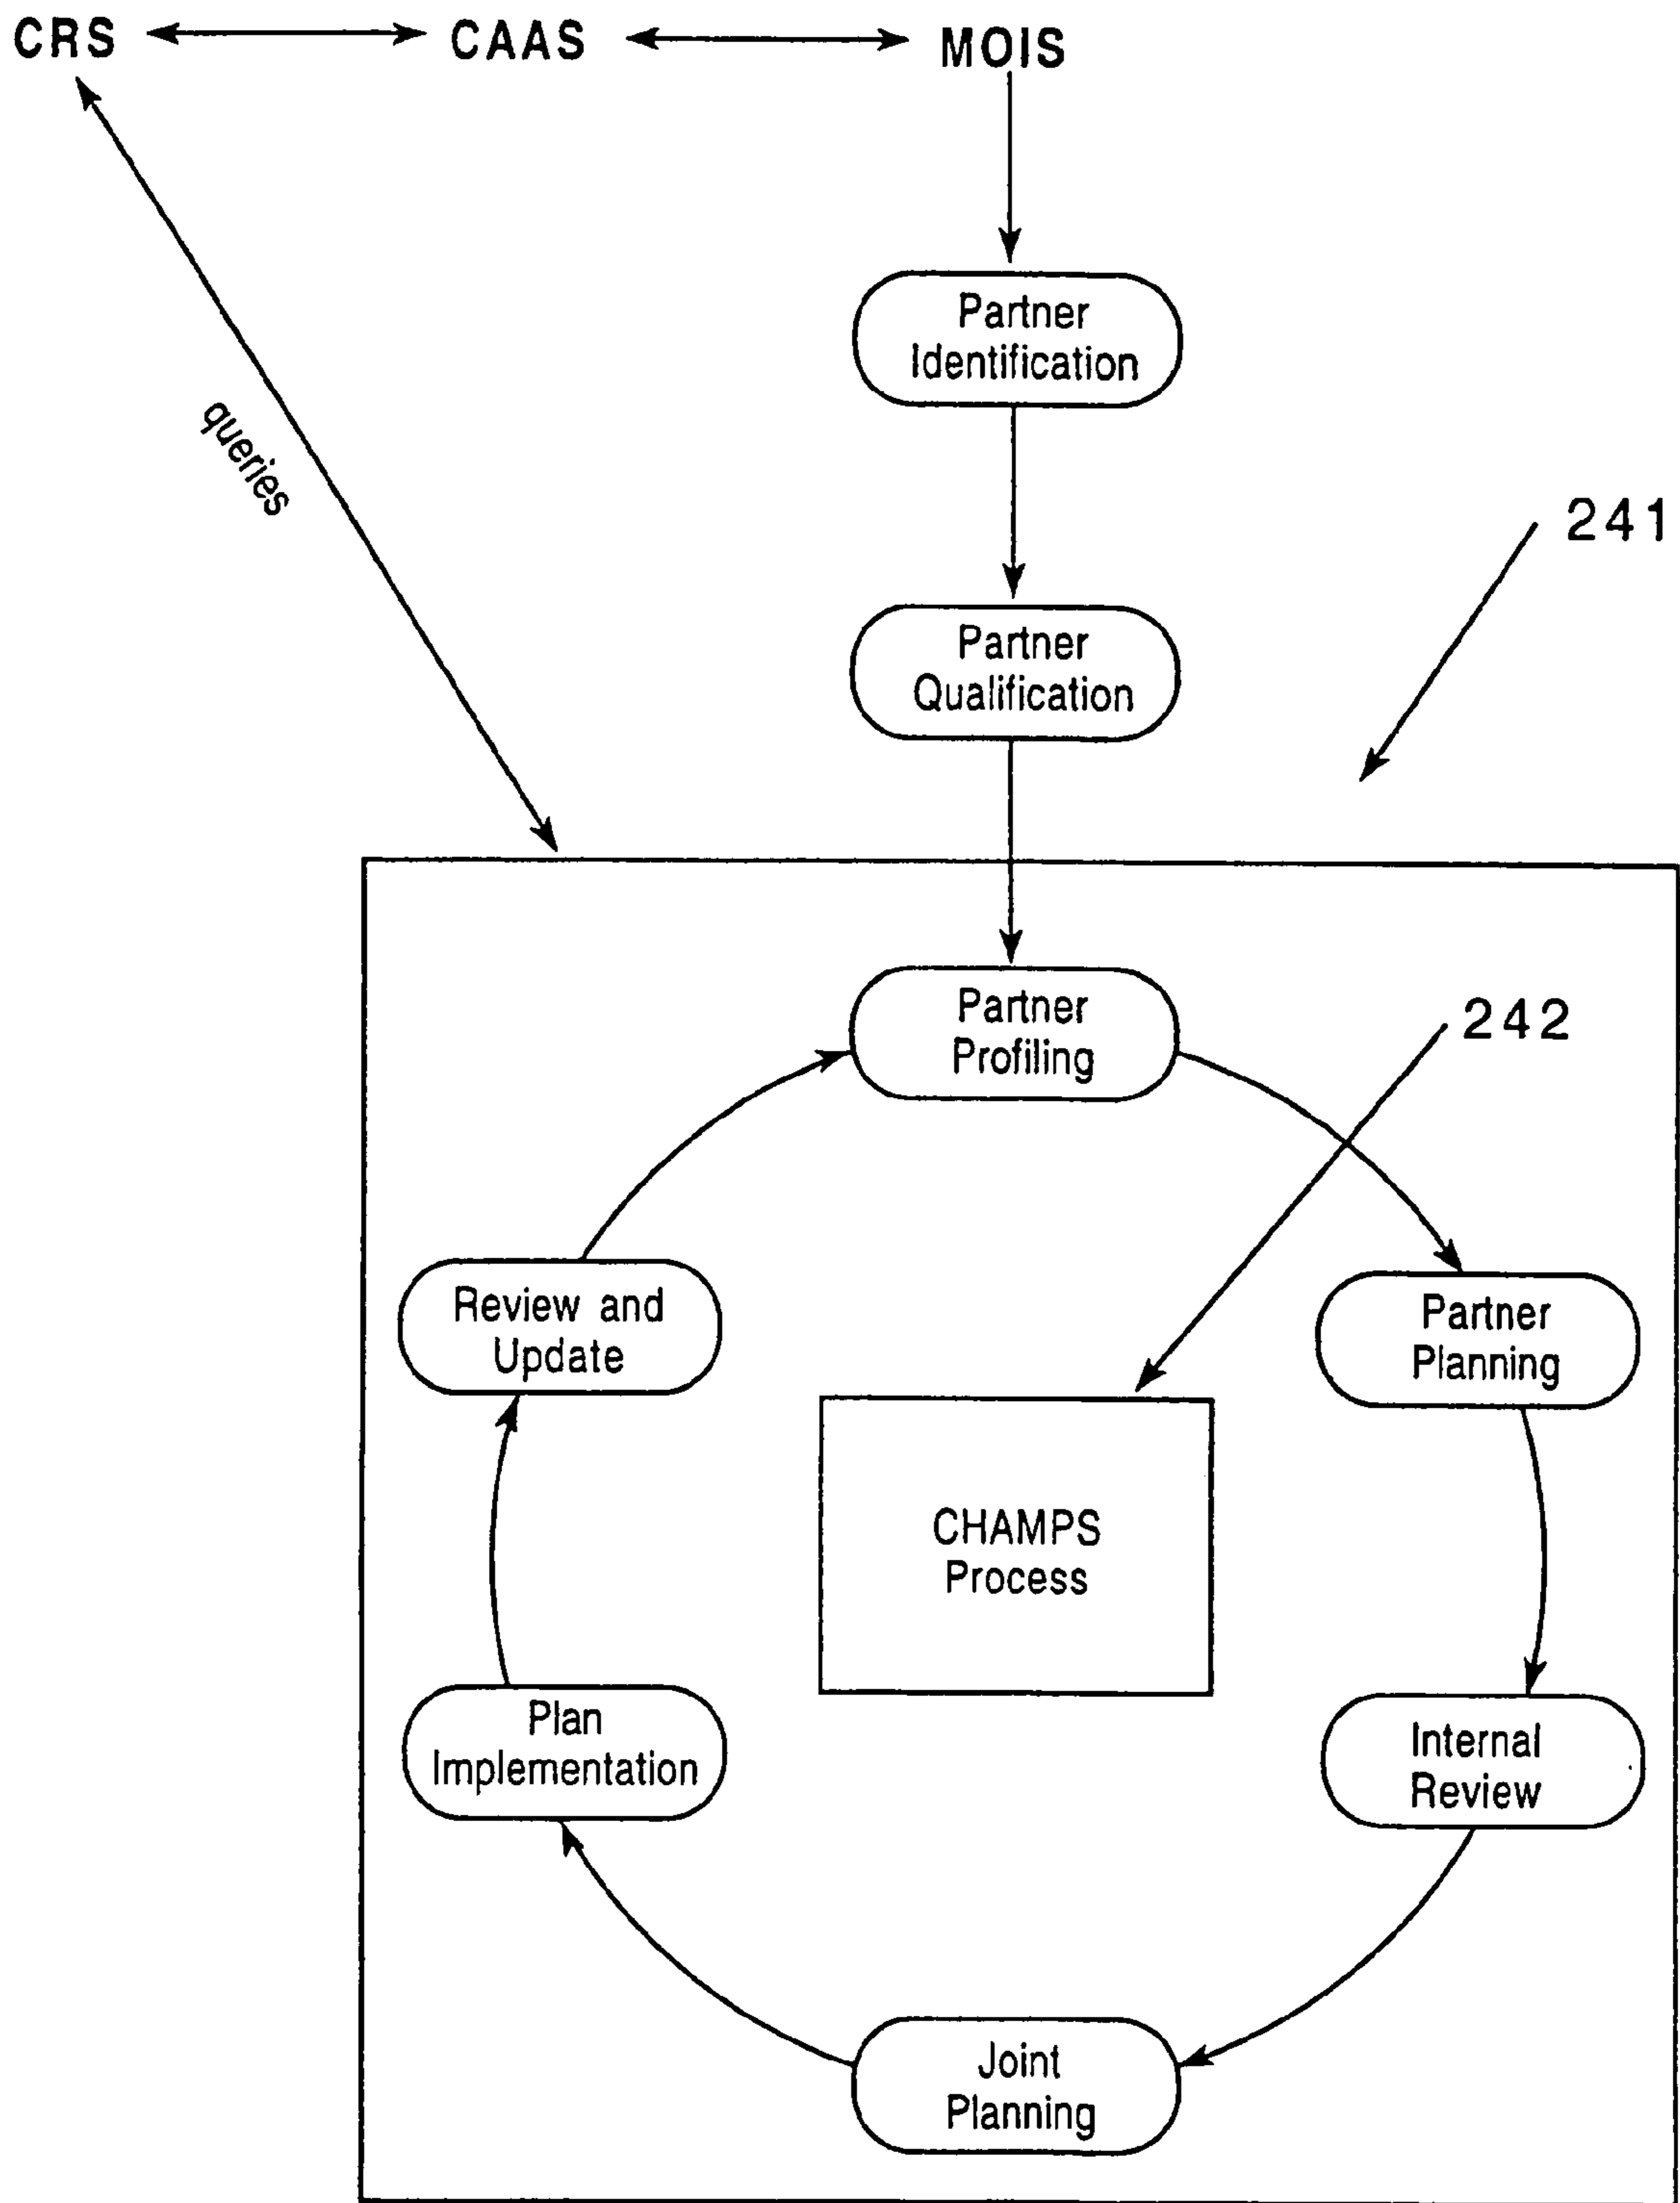 CRS CAAS MOIS
Partner
Identification
queries
241
Partner
Qualification
Partner
Profiling
242
Review and
Update
Partner
Planning
CHAMPS
Process
Plan
Implementation
Internal
Review
Joint
Planning